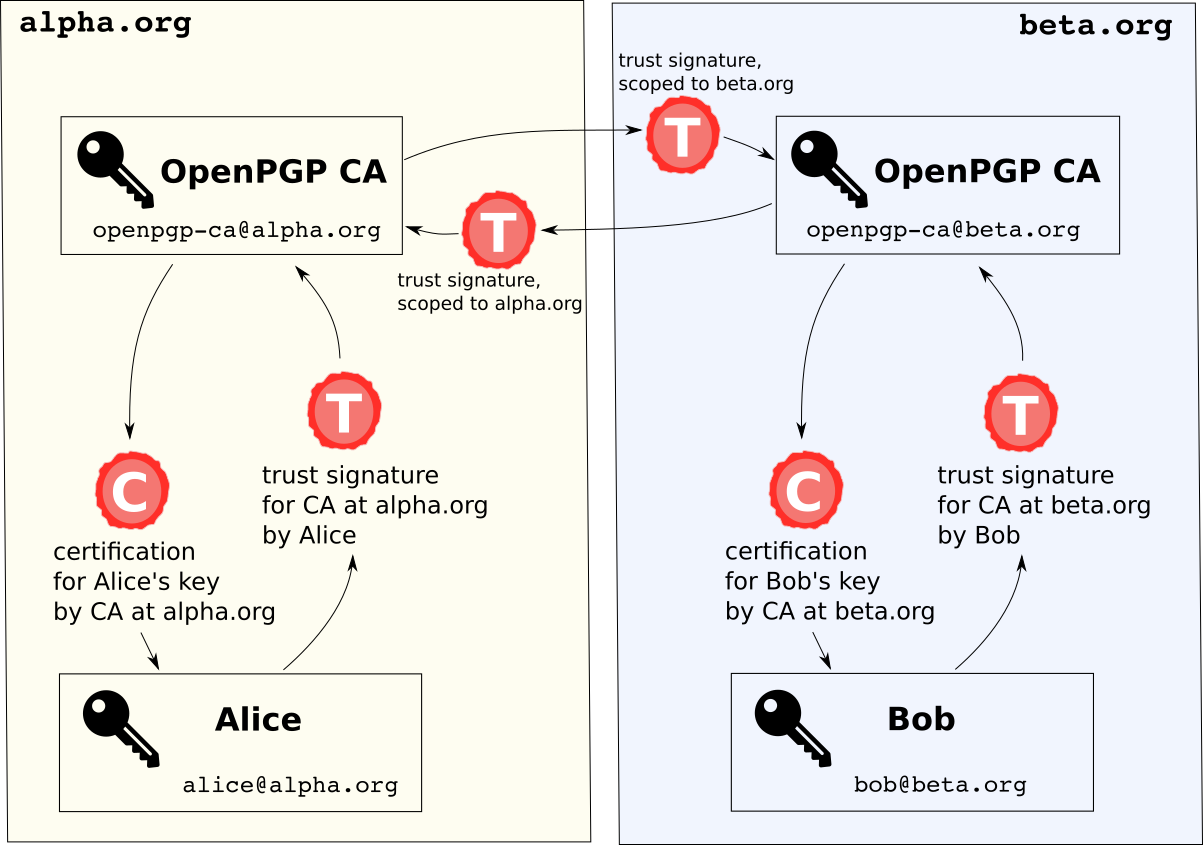 alpha.org
beta.org
trust signature,
scoped to beta.org
T
OpenPGP CA
openpgp-ca@alpha.org
OpenPGP CA
openpgp-ca@beta.org
T
trust signature,
scoped to alpha.org
T
trust signature
for CA at alpha.org
by Alice
C
certification
for Alice's key
by CA at alpha.org
T
trust signature
for CA at beta.org
by Bob
C
certification
for Bob's key
by CA at beta.org
Alice
alice@alpha.org
Bob
bob@beta.org